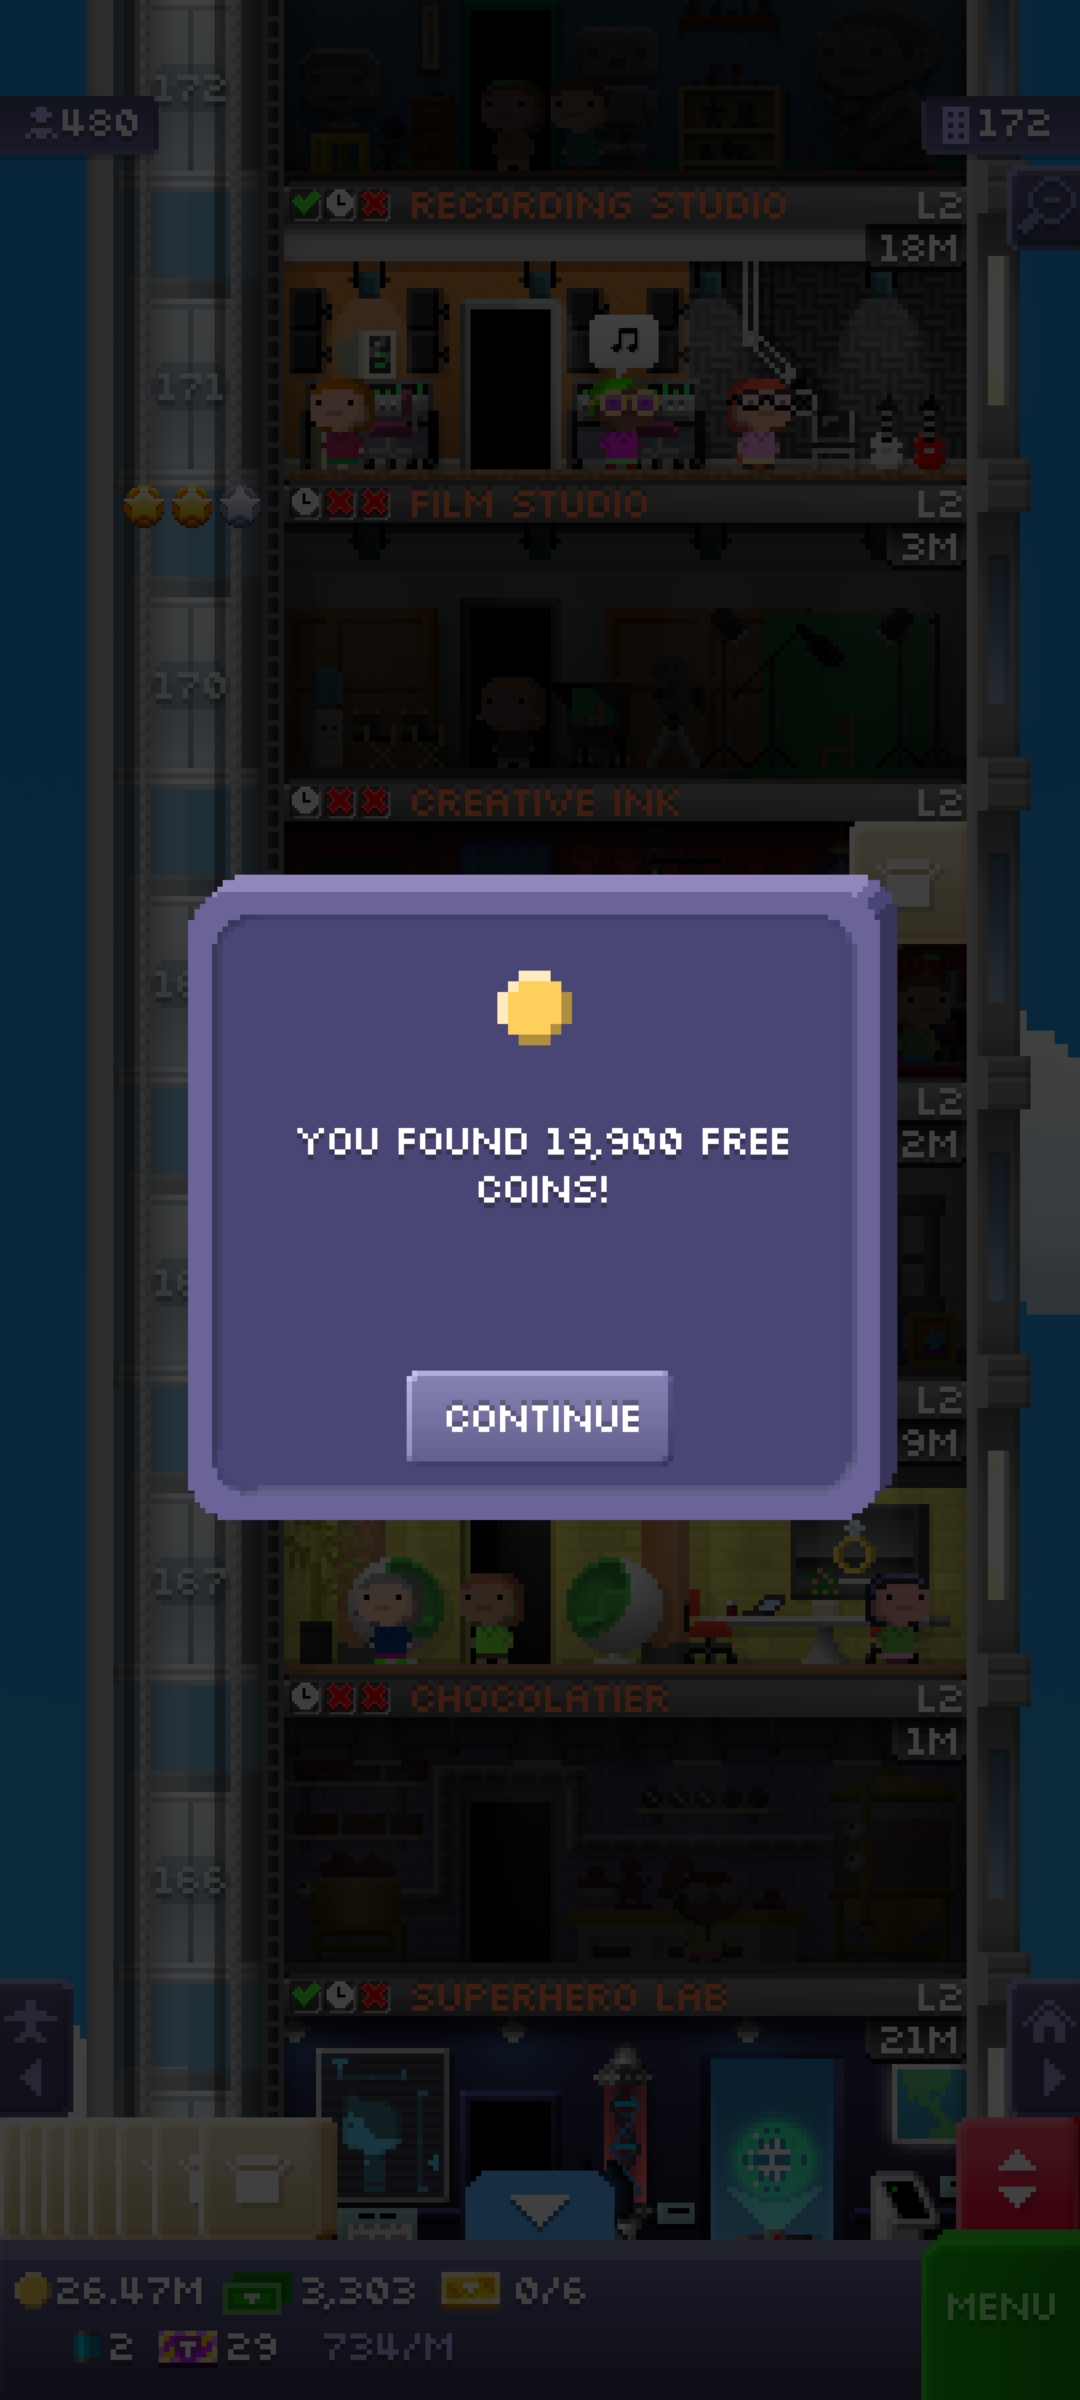 172
480
172
RECORDING STUDIO L2
18M
171
FILM STUDIO L2
3M
170
CREATIVE INK L2
L2
2M
L2
9M
YOU FOUND 19,900 FREE
COINS!
CONTINUE
167
CHOCOLATIER L2
1M
166
SUPERHERO LAB L2
21M
26.47M 3,303 0/6
MENU
2 T 29 734/M